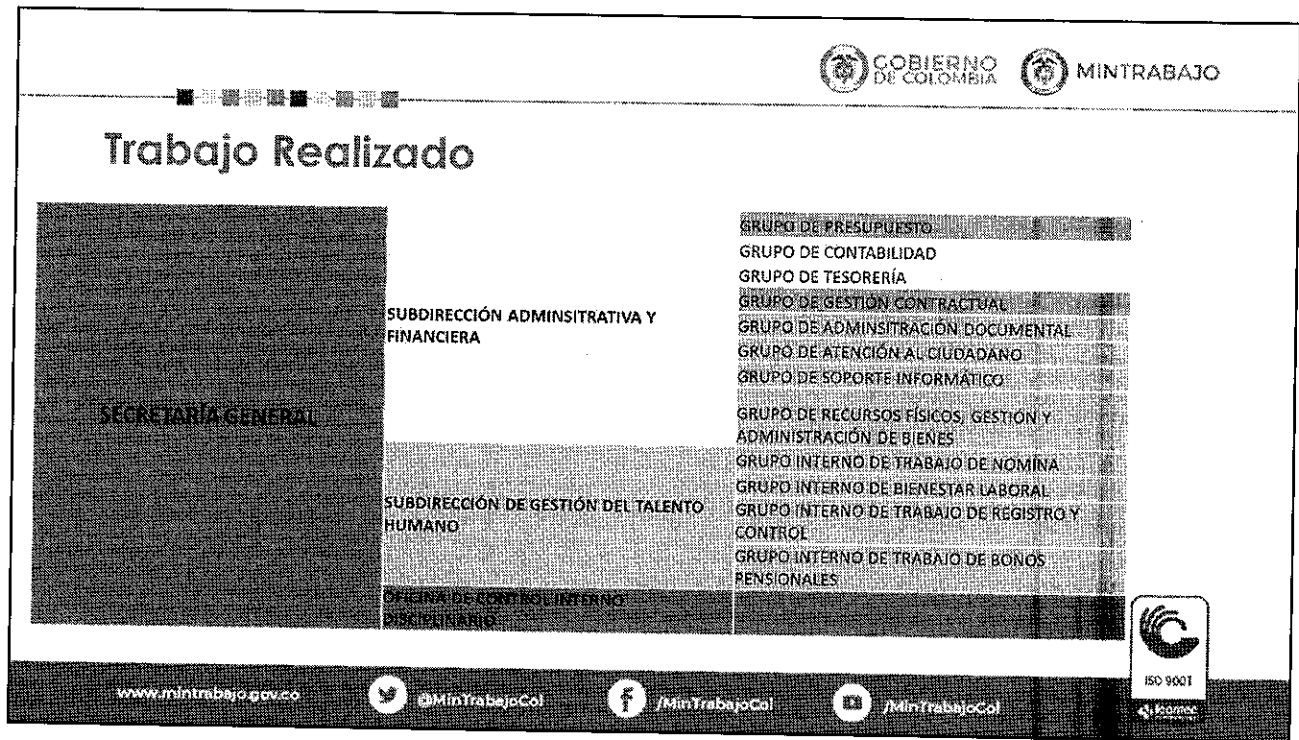 GOBIERNO
DE COLOMBIA
MINTRABAJO
Trabajo Realizado
SECRETARÍA GENERAL
SUBDIRECCIÓN ADMINSITRATIVA Y
FINANCIERA
GRUPO DE PRESUPUESTO
GRUPO DE CONTABILIDAD
GRUPO DE TESORERÍA
GRUPO DE GESTIÓN CONTRACTUAL
GRUPO DE ADMINSITRACIÓN DOCUMENTAL
GRUPO DE ATENCIÓN AL CIUDADANO
GRUPO DE SOPORTE INFORMÁTICO
GRUPO DE RECURSOS FÍSICOS, GESTIÓN Y
ADMINISTRACIÓN DE BIENES
SUBDIRECCIÓN DE GESTIÓN DEL TALENTO
HUMANO
GRUPO INTERNO DE TRABAJO DE NOMINA
GRUPO INTERNO DE BIENESTAR LABORAL
GRUPO INTERNO DE TRABAJO DE REGISTRO Y
CONTROL
GRUPO INTERNO DE TRABAJO DE BONOS
PENSIONALES
OFICINA DE CONTROL INTERNO
DISCIPLINARIO
www.mintrabajo.gov.co
@MinTrabajoCol
/MinTrabajoCol
/MinTrabajoCol
ISO 9001
icontec